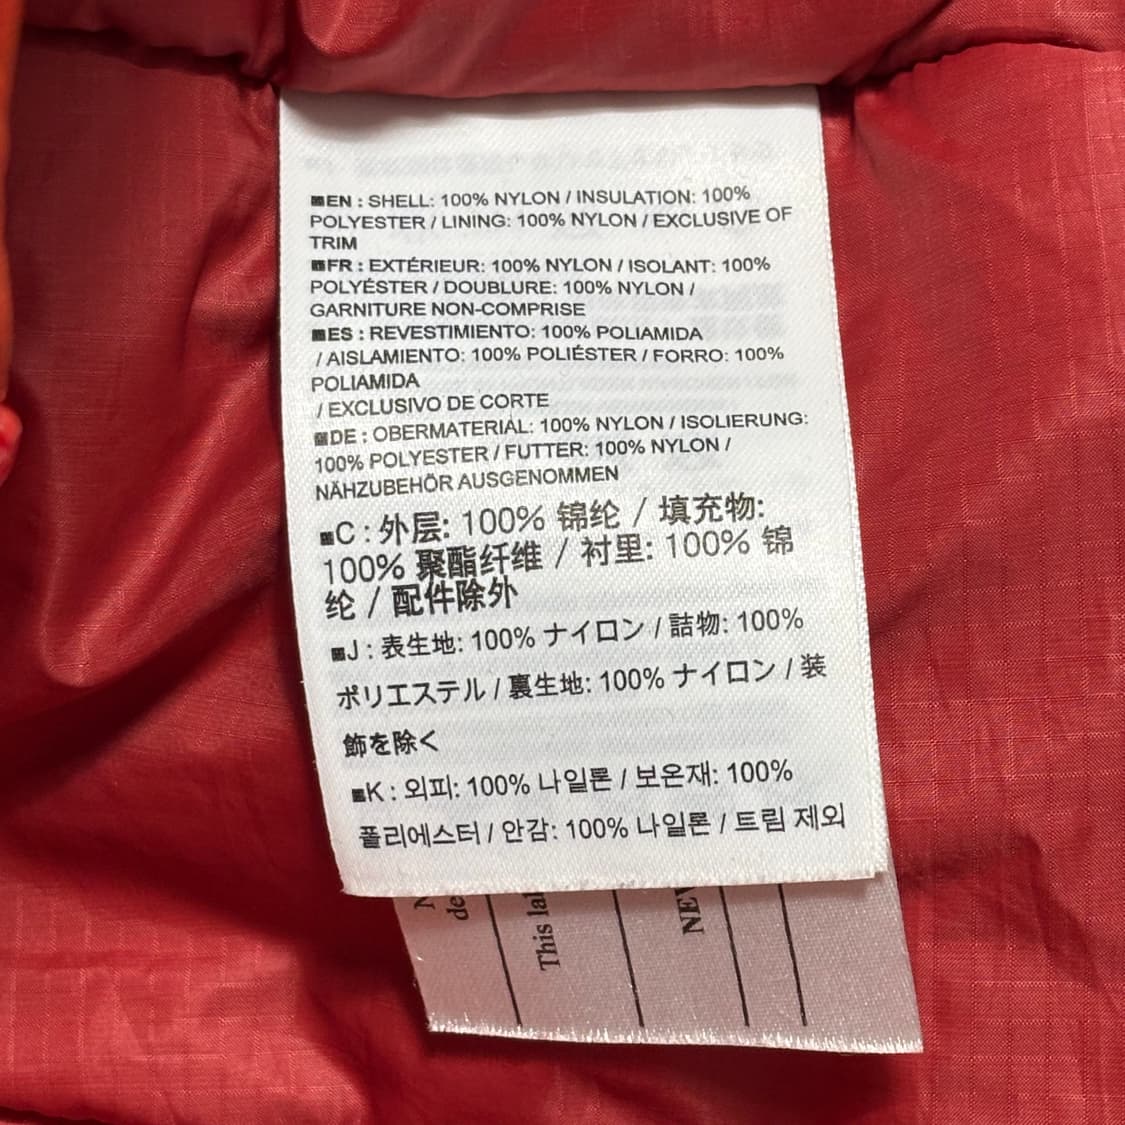 EN : SHELL: 100% NYLON / INSULATION: 100%
POLYESTER / LINING: 100% NYLON / EXCLUSIVE OF
TRIM
FR : EXTÉRIEUR: 100% NYLON / ISOLANT: 100%
POLYÉSTER / DOUBLURE: 100% NYLON /
GARNITURE NON-COMPRISE
ES : REVESTIMIENTO: 100% POLIAMIDA
/ AISLAMIENTO: 100% POLIÉSTER / FORRO: 100%
POLIAMIDA
/ EXCLUSIVO DE CORTE
DE : OBERMATERIAL: 100% NYLON / ISOLIERUNG:
100% POLYESTER / FUTTER: 100% NYLON /
NÄHZUBEHÖR AUSGENOMMEN
C : 外层: 100% 锦纶 / 填充物:
100% 聚酯纤维 / 衬里: 100% 锦
纶 / 配件除外
J : 表生地: 100% ナイロン / 詰物: 100%
ポリエステル / 裏生地: 100% ナイロン / 装
飾を除く
K : 외피: 100% 나일론 / 보온재: 100%
폴리에스터 / 안감: 100% 나일론 / 트림 제외
de
This